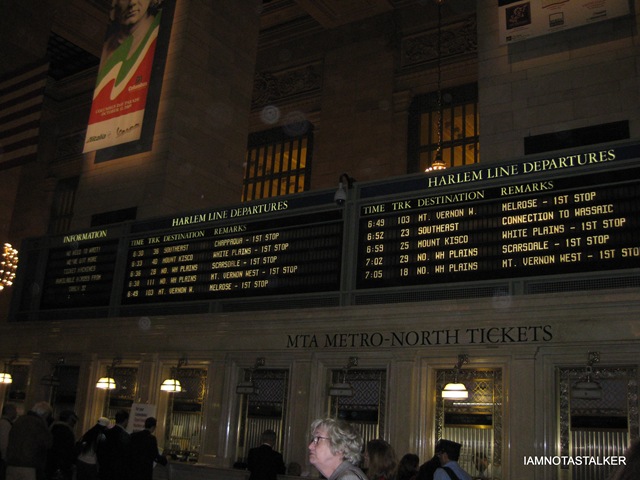 HARLEM LINE DEPARTURES
TIME TRK DESTINATION REMARKS
6:49 103 MT. VERNON W. MELROSE - 1ST STOP
6:52 23 SOUTHEAST CONNECTION TO WASSAIC
6:59 25 MOUNT KISCO WHITE PLAINS - 1ST STOP
7:02 29 NO. WH PLAINS SCARSDALE - 1ST STOP
7:05 18 NO. WH PLAINS MT. VERNON WEST - 1ST STOP
HARLEM LINE DEPARTURES
TIME TRK DESTINATION REMARKS
SOUTHEAST CHAPPAQUA - 1ST STOP
MOUNT KISCO WHITE PLAINS - 1ST STOP
NO. WH PLAINS SCARSDALE - 1ST STOP
NO. WH PLAINS MT. VERNON WEST - 1ST STOP
6:49 103 MT. VERNON W. MELROSE - 1ST STOP
INFORMATION
MTA METRO-NORTH TICKETS
IAMNOTASTALKER